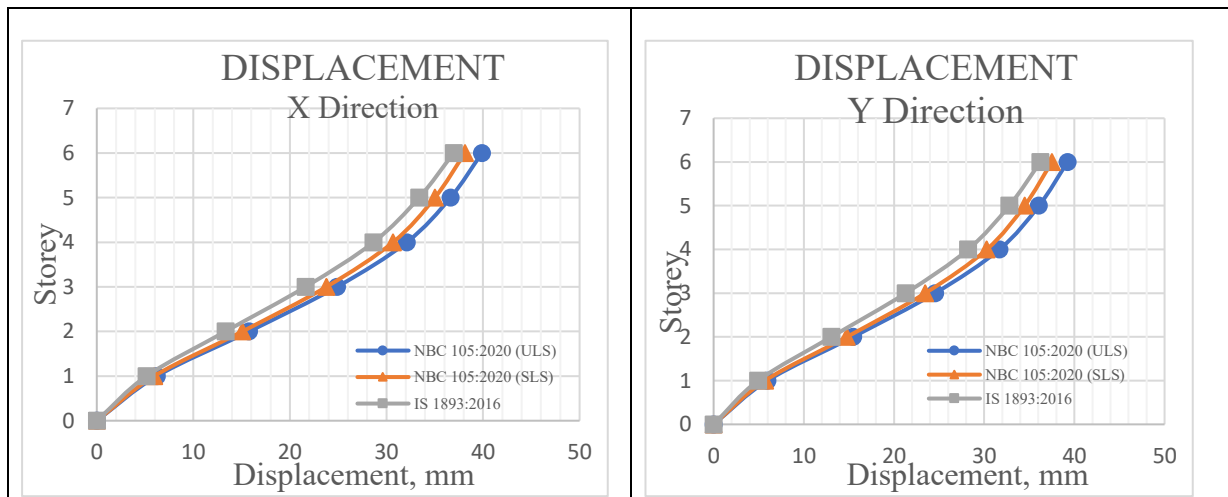 DISPLACEMENT
X Direction
7
6
5
4
3
2
1
0
Storey
0 10 20 30 40 50
Displacement, mm
NBC 105:2020 (ULS)
NBC 105:2020 (SLS)
IS 1893:2016
DISPLACEMENT
Y Direction
7
6
5
4
3
2
1
0
Storey
0 10 20 30 40 50
Displacement, mm
NBC 105:2020 (ULS)
NBC 105:2020 (SLS)
IS 1893:2016